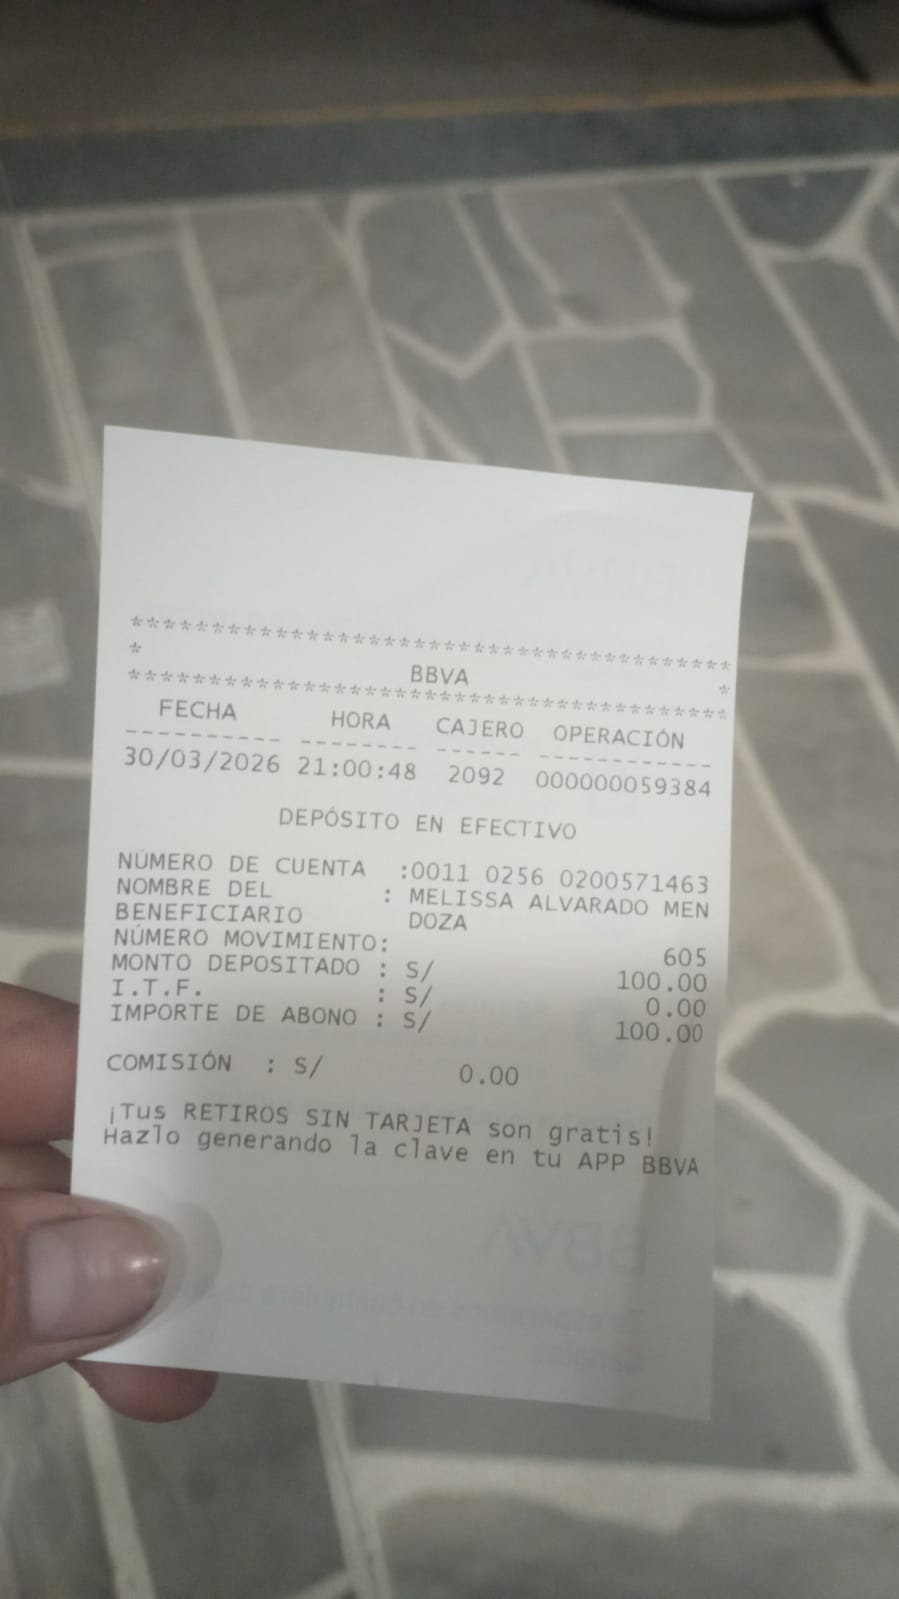 *************************************
* BBVA *
*************************************
FECHA HORA CAJERO OPERACIÓN
---------- -------- ------ ------------
30/03/2026 21:00:48 2092 000000059384
DEPÓSITO EN EFECTIVO
NÚMERO DE CUENTA :0011 0256 0200571463
NOMBRE DEL : MELISSA ALVARADO MEN
BENEFICIARIO DOZA
NÚMERO MOVIMIENTO: 605
MONTO DEPOSITADO : S/ 100.00
I.T.F. : S/ 0.00
IMPORTE DE ABONO : S/ 100.00
COMISIÓN : S/ 0.00
¡Tus RETIROS SIN TARJETA son gratis!
Hazlo generando la clave en tu APP BBVA
BBVA